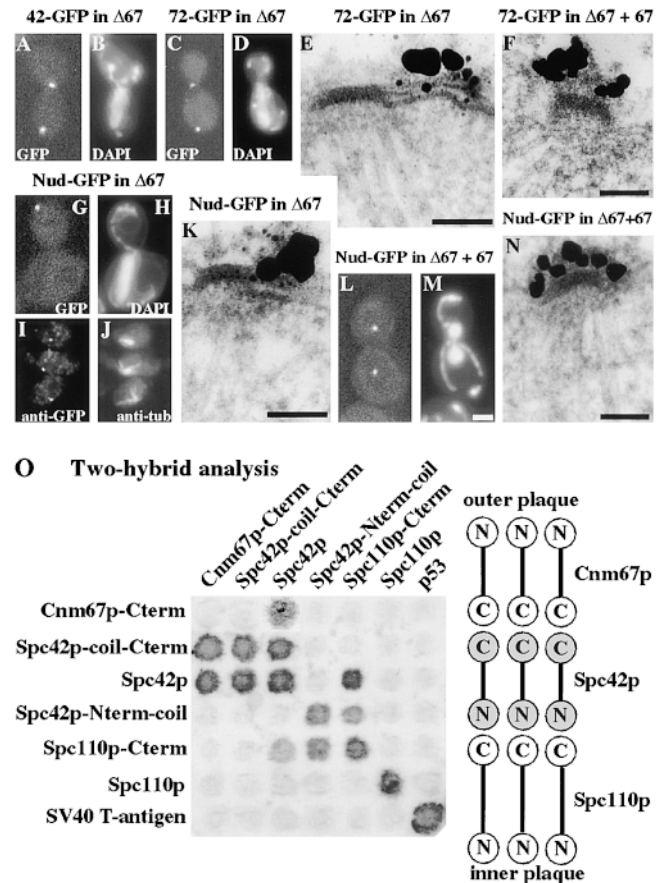 42-GFP in Δ67
72-GFP in Δ67
72-GFP in Δ67
72-GFP in Δ67 + 67
A
B
C
D
E
F
GFP
DAPI
GFP
DAPI
Nud-GFP in Δ67
Nud-GFP in Δ67
Nud-GFP in Δ67+67
G
H
K
N
Nud-GFP in Δ67 + 67
GFP
DAPI
L
M
I
J
anti-GFP
anti-tub
O Two-hybrid analysis
Cnm67p-Cterm
Spc42p-coil-Cterm
Spc42p
Spc42p-Nterm-coil
Spc110p-Cterm
Spc110p
p53
Cnm67p-Cterm
Spc42p-coil-Cterm
Spc42p
Spc42p-Nterm-coil
Spc110p-Cterm
Spc110p
SV40 T-antigen
outer plaque
N N N
Cnm67p
C C C
C C C
Spc42p
N N N
C C C
Spc110p
N N N
inner plaque